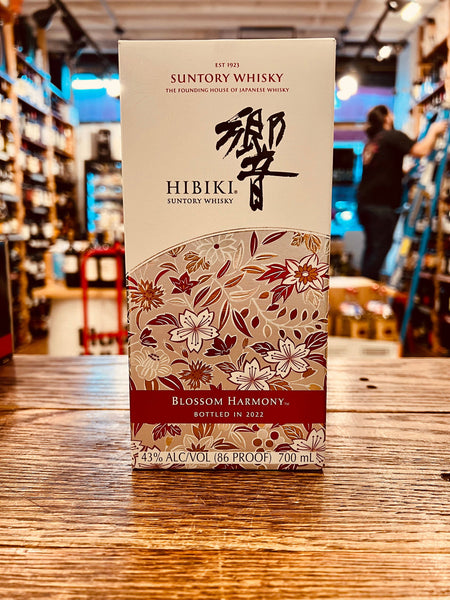 EST 1923
SUNTORY WHISKY
THE FOUNDING HOUSE OF JAPANESE WHISKY
響
HIBIKI®
SUNTORY WHISKY
BLOSSOM HARMONY™
BOTTLED IN 2022
43% ALC/VOL (86 PROOF) 700 mL